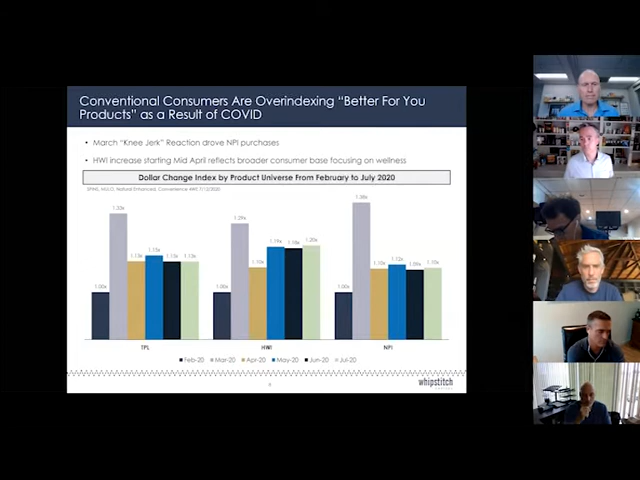 Conventional Consumers Are Overindexing “Better For You
Products” as a Result of COVID
• March “Knee Jerk” Reaction drove NPI purchases
• HWI increase starting Mid April reflects broader consumer base focusing on wellness
Dollar Change Index by Product Universe From February to July 2020
1.00x 1.13x 1.15x 1.13x 1.13x
1.00x 1.29x 1.10x 1.19x 1.18x 1.20x
1.00x 1.38x 1.10x 1.12x 1.10x
TPL HWI NPI
Feb-20 Mar-20 Apr-20 May-20 Jun-20 Jul-20
whipstitch